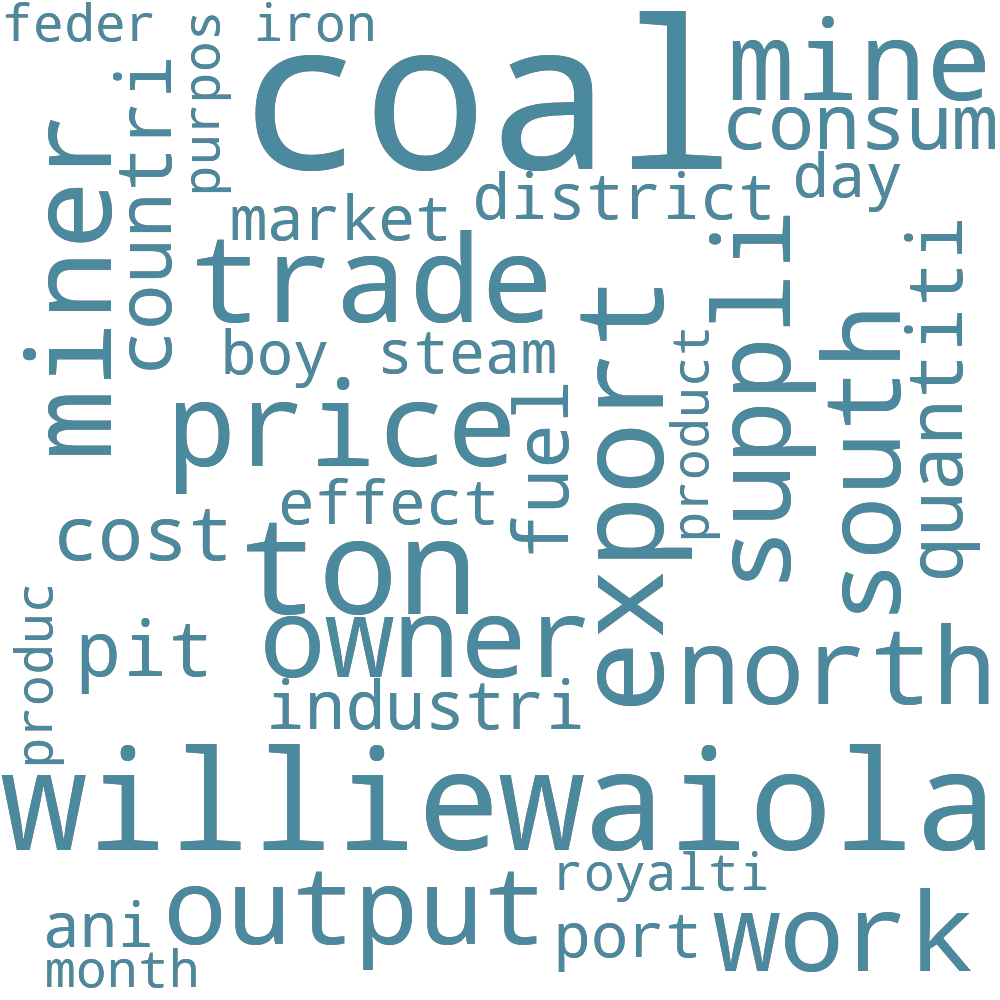 feder
iron
purpos
coal
mine
consum
countri
miner
day
district
market
trade
suppli
quantiti
export
south
product
boy
steam
price
fuel
effect
cost
ton
owner
produc
pit
north
industri
williewaiola
royalti
output
ani
port
work
month